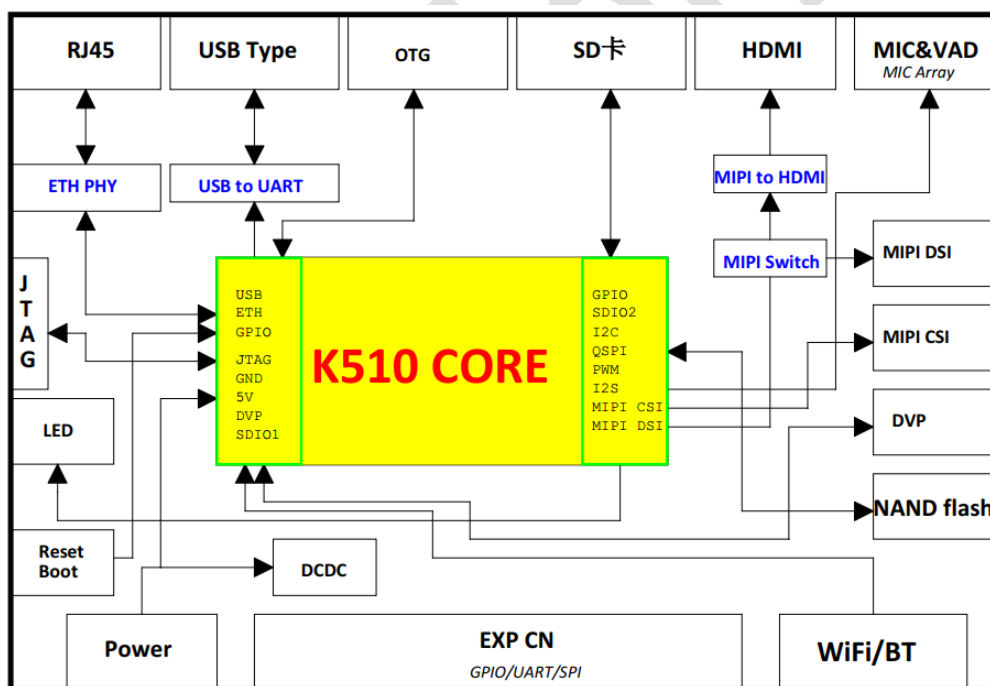 RJ45
USB Type
OTG
SD卡
HDMI
MIC&VAD
MIC Array
ETH PHY
USB to UART
MIPI to HDMI
MIPI Switch
MIPI DSI
J
T
A
G
USB
ETH
GPIO
JTAG
GND
5V
DVP
SDIO1
K510 CORE
GPIO
SDIO2
I2C
QSPI
PWM
I2S
MIPI CSI
MIPI DSI
MIPI CSI
LED
DVP
NAND flash
Reset
Boot
DCDC
Power
EXP CN
GPIO/UART/SPI
WiFi/BT